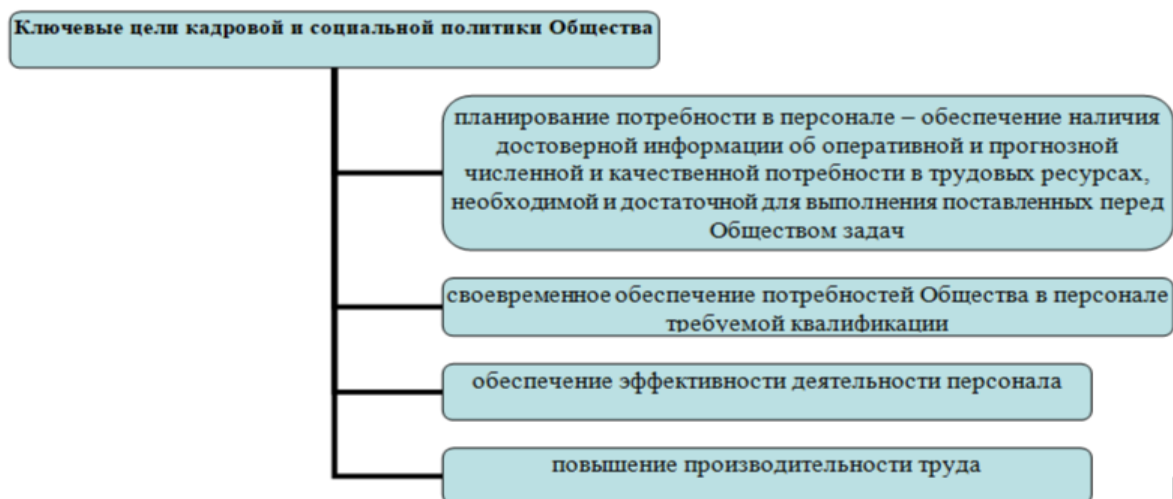 Ключевые цели кадровой и социальной политики Общества
планирование потребности в персонале – обеспечение наличия
достоверной информации об оперативной и прогнозной
численной и качественной потребности в трудовых ресурсах,
необходимой и достаточной для выполнения поставленных перед
Обществом задач
своевременное обеспечение потребностей Общества в персонале
требуемой квалификации
обеспечение эффективности деятельности персонала
повышение производительности труда